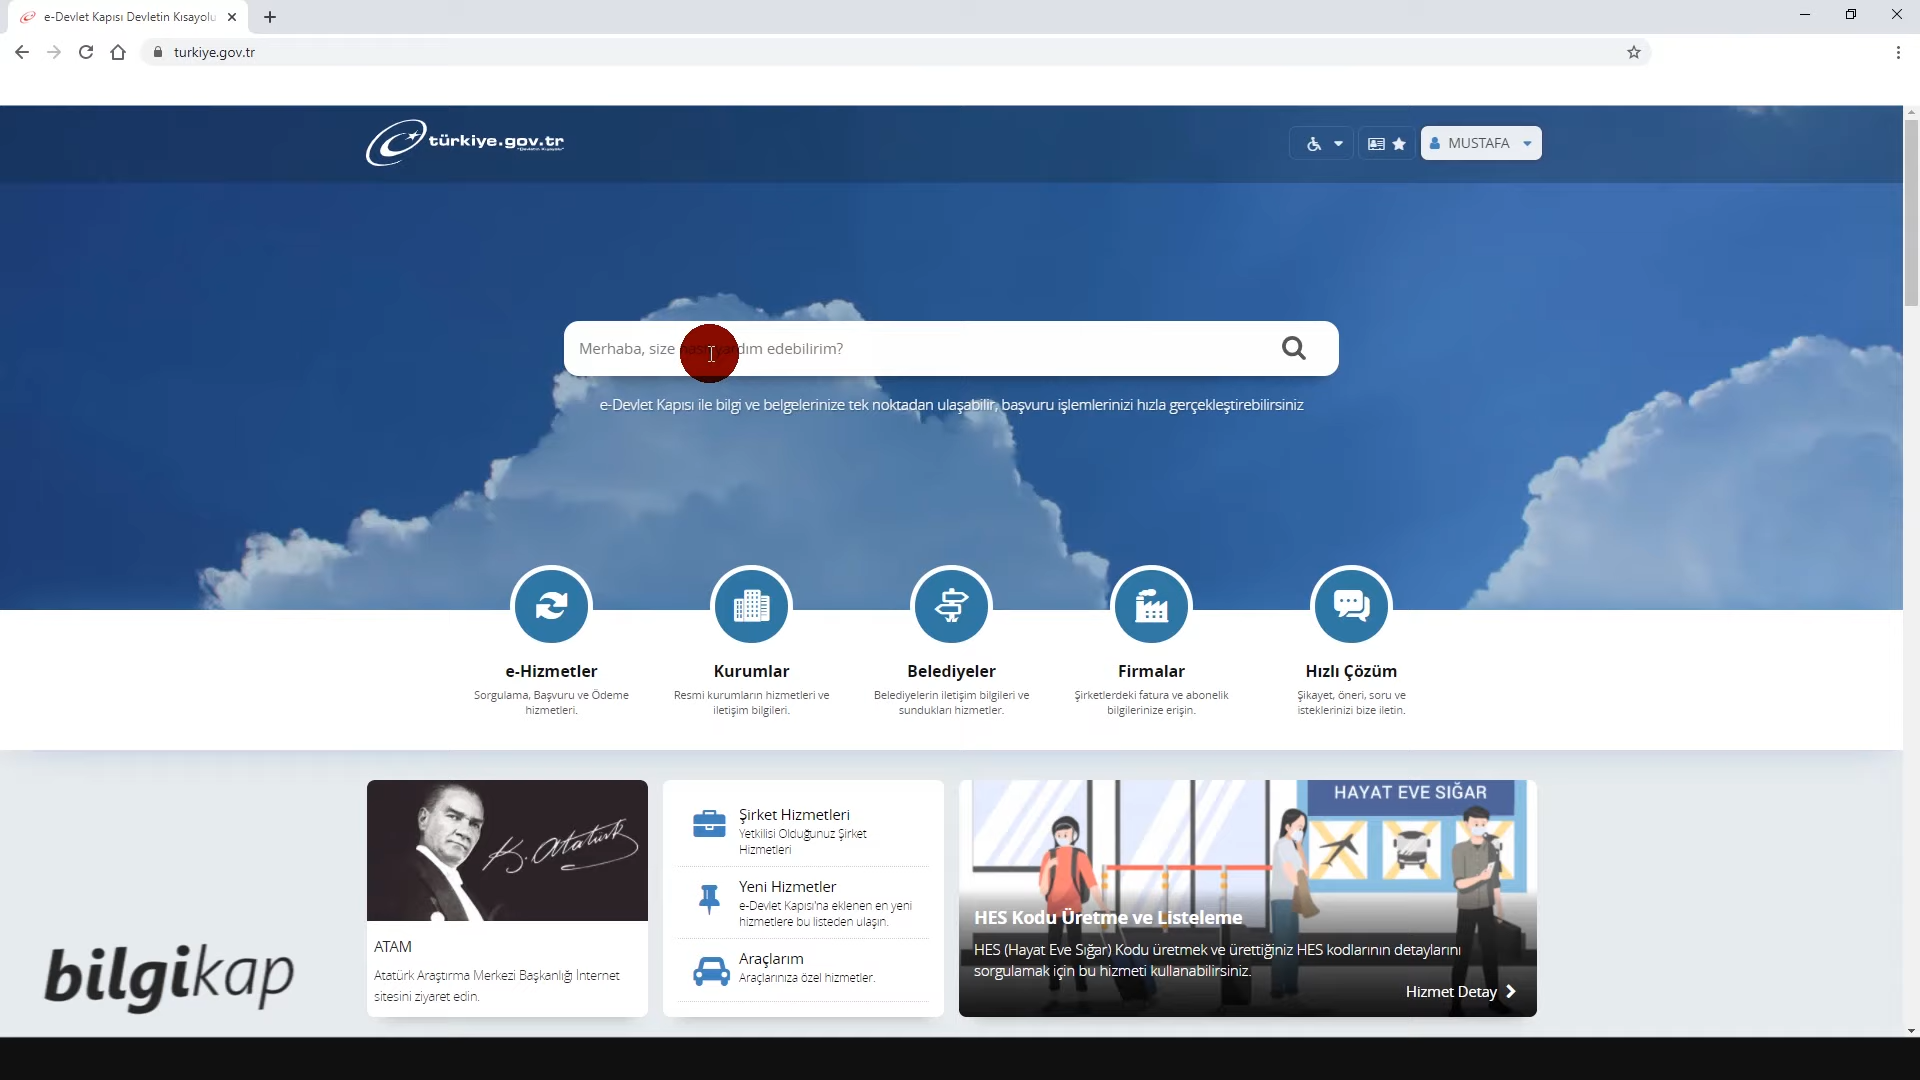 e-Devlet Kapısı Devletin Kısayolu
turkiye.gov.tr
türkiye.gov.tr
MUSTAFA
Merhaba, size nasıl yardım edebilirim?
e-Devlet Kapısı ile bilgi ve belgelerinize tek noktadan ulaşabilir, başvuru işlemlerinizi hızla gerçekleştirebilirsiniz
e-Hizmetler
Sorgulama, Başvuru ve Ödeme
hizmetleri.
Kurumlar
Resmi kurumların hizmetleri ve
iletişim bilgileri.
Belediyeler
Belediyelerin iletişim bilgileri ve
sundukları hizmetler.
Firmalar
Şirketlerdeki fatura ve abonelik
bilgilerinize erişin.
Hızlı Çözüm
Şikayet, öneri, soru ve
isteklerinizi bize iletin.
K. Atatürk
ATAM
Atatürk Araştırma Merkezi Başkanlığı İnternet
sitesini ziyaret edin.
Şirket Hizmetleri
Yetkilisi Olduğunuz Şirket
Hizmetleri
Yeni Hizmetler
e-Devlet Kapısı'na eklenen en yeni
hizmetlere bu listeden ulaşın.
Araçlarım
Araçlarınıza özel hizmetler.
HAYAT EVE SIĞAR
HES Kodu Üretme ve Listeleme
HES (Hayat Eve Sığar) Kodu üretmek ve ürettiğiniz HES kodlarının detaylarını
sorgulamak için bu hizmeti kullanabilirsiniz.
Hizmet Detay
bilgikap